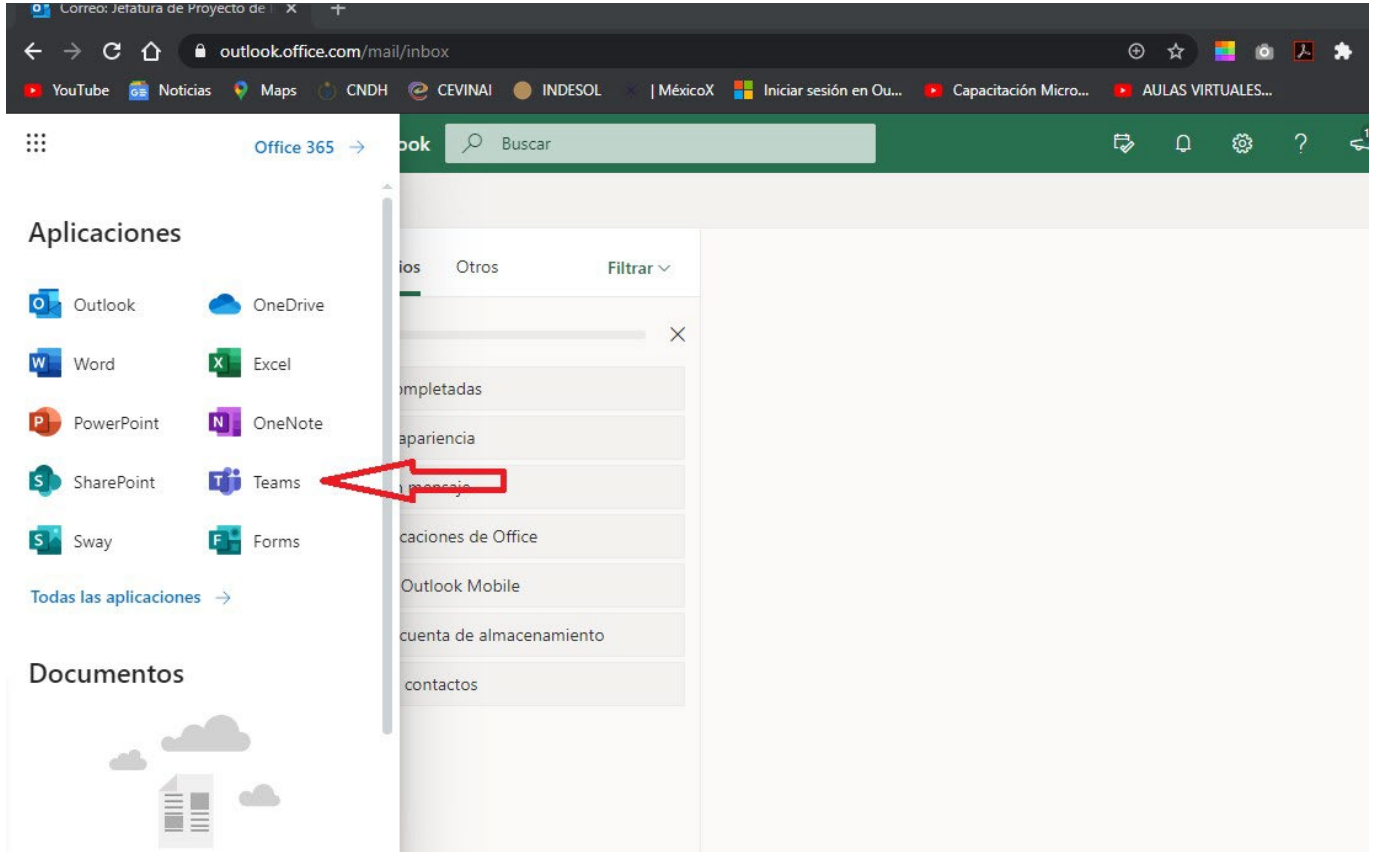 Correo: Jefatura de Proyecto de
outlook.office.com/mail/inbox
YouTube Noticias Maps CNDH CEVINAI INDESOL | MéxicoX Iniciar sesión en Ou... Capacitación Micro... AULAS VIRTUALES...
Office 365 → ook Buscar
Aplicaciones
ios Otros Filtrar
Outlook OneDrive
Word Excel
ompletadas
PowerPoint OneNote
apariencia
SharePoint Teams
mensaje
Sway Forms
caciones de Office
Outlook Mobile
Todas las aplicaciones →
cuenta de almacenamiento
Documentos
contactos